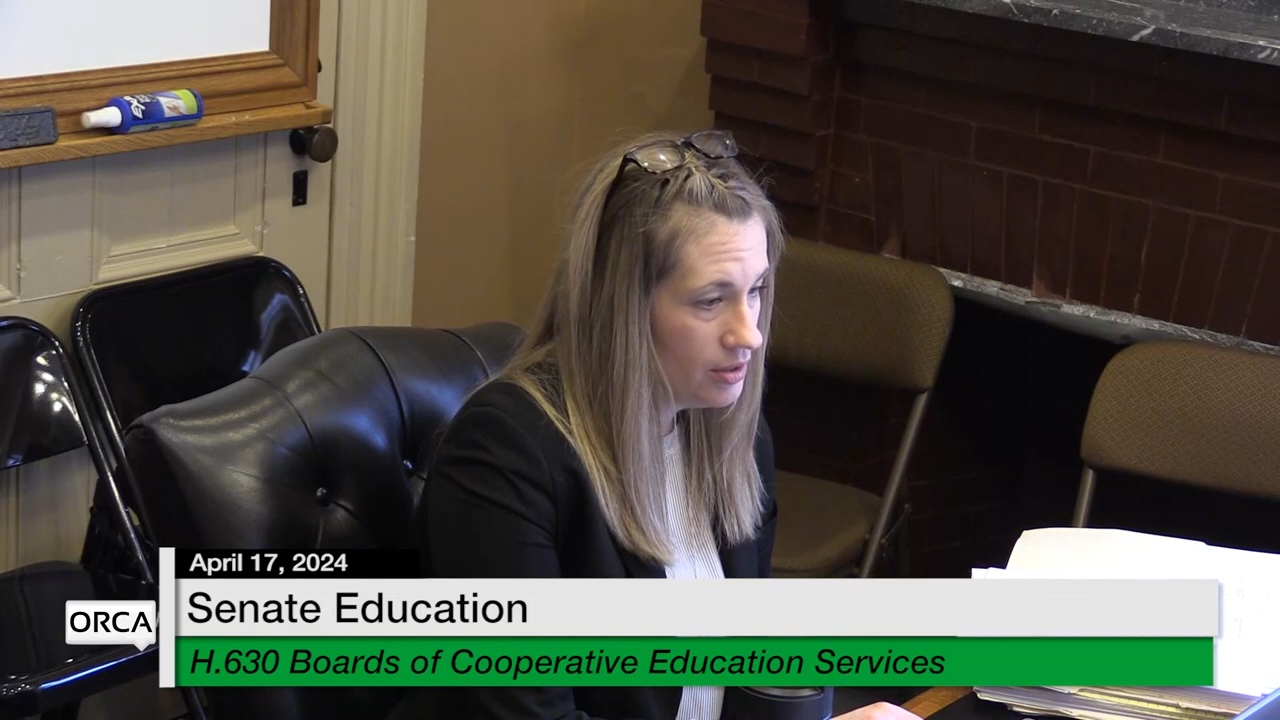 April 17, 2024
Senate Education
ORCA
H.630 Boards of Cooperative Education Services